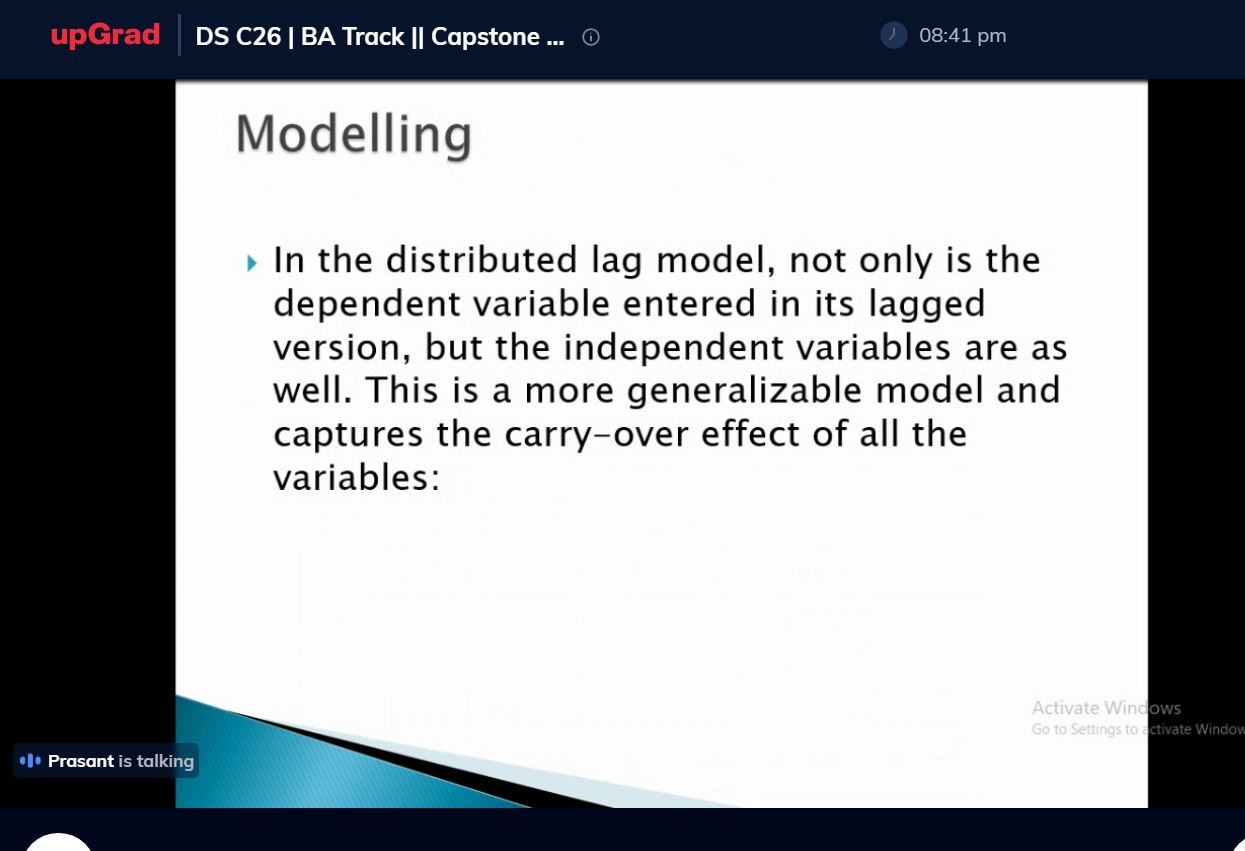 upGrad
DS C26 | BA Track || Capstone ...
08:41 pm
Modelling
In the distributed lag model, not only is the
dependent variable entered in its lagged
version, but the independent variables are as
well. This is a more generalizable model and
captures the carry-over effect of all the
variables:
Activate Windows
Go to Settings to activate Window
Prasant is talking